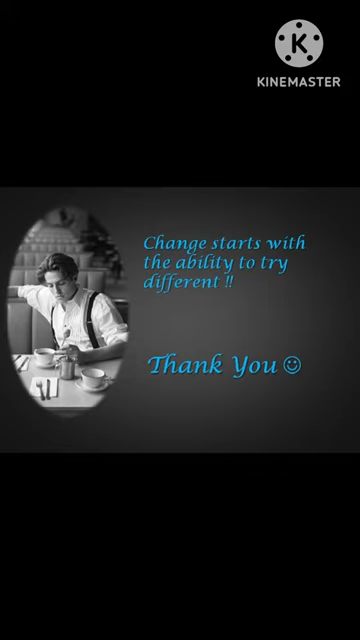 K
KINEMASTER
Change starts with
the ability to try
different !!
Thank You ☺